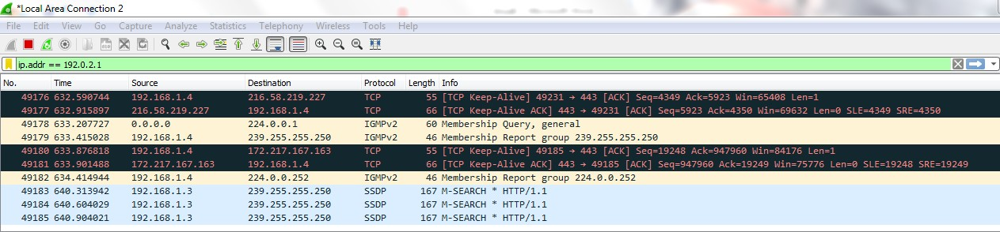 *Local Area Connection 2
File Edit View Go Capture Analyze Statistics Telephony Wireless Tools Help
ip.addr == 192.0.2.1
No. Time Source Destination Protocol Length Info
49176 632.590744 192.168.1.4 216.58.219.227 TCP 55 [TCP Keep-Alive] 49231 → 443 [ACK] Seq=4349 Ack=5923 Win=65408 Len=1
49177 632.915897 216.58.219.227 192.168.1.4 TCP 66 [TCP Keep-Alive ACK] 443 → 49231 [ACK] Seq=5923 Ack=4350 Win=69632 Len=0 SLE=4349 SRE=4350
49178 633.207727 0.0.0.0 224.0.0.1 IGMPv2 60 Membership Query, general
49179 633.415028 192.168.1.4 239.255.255.250 IGMPv2 46 Membership Report group 239.255.255.250
49180 633.876818 192.168.1.4 172.217.167.163 TCP 55 [TCP Keep-Alive] 49185 → 443 [ACK] Seq=19248 Ack=947960 Win=84176 Len=1
49181 633.901488 172.217.167.163 192.168.1.4 TCP 66 [TCP Keep-Alive ACK] 443 → 49185 [ACK] Seq=947960 Ack=19249 Win=75776 Len=0 SLE=19248 SRE=19249
49182 634.414944 192.168.1.4 224.0.0.252 IGMPv2 46 Membership Report group 224.0.0.252
49183 640.313942 192.168.1.3 239.255.255.250 SSDP 167 M-SEARCH * HTTP/1.1
49184 640.604029 192.168.1.3 239.255.255.250 SSDP 167 M-SEARCH * HTTP/1.1
49185 640.904021 192.168.1.3 239.255.255.250 SSDP 167 M-SEARCH * HTTP/1.1